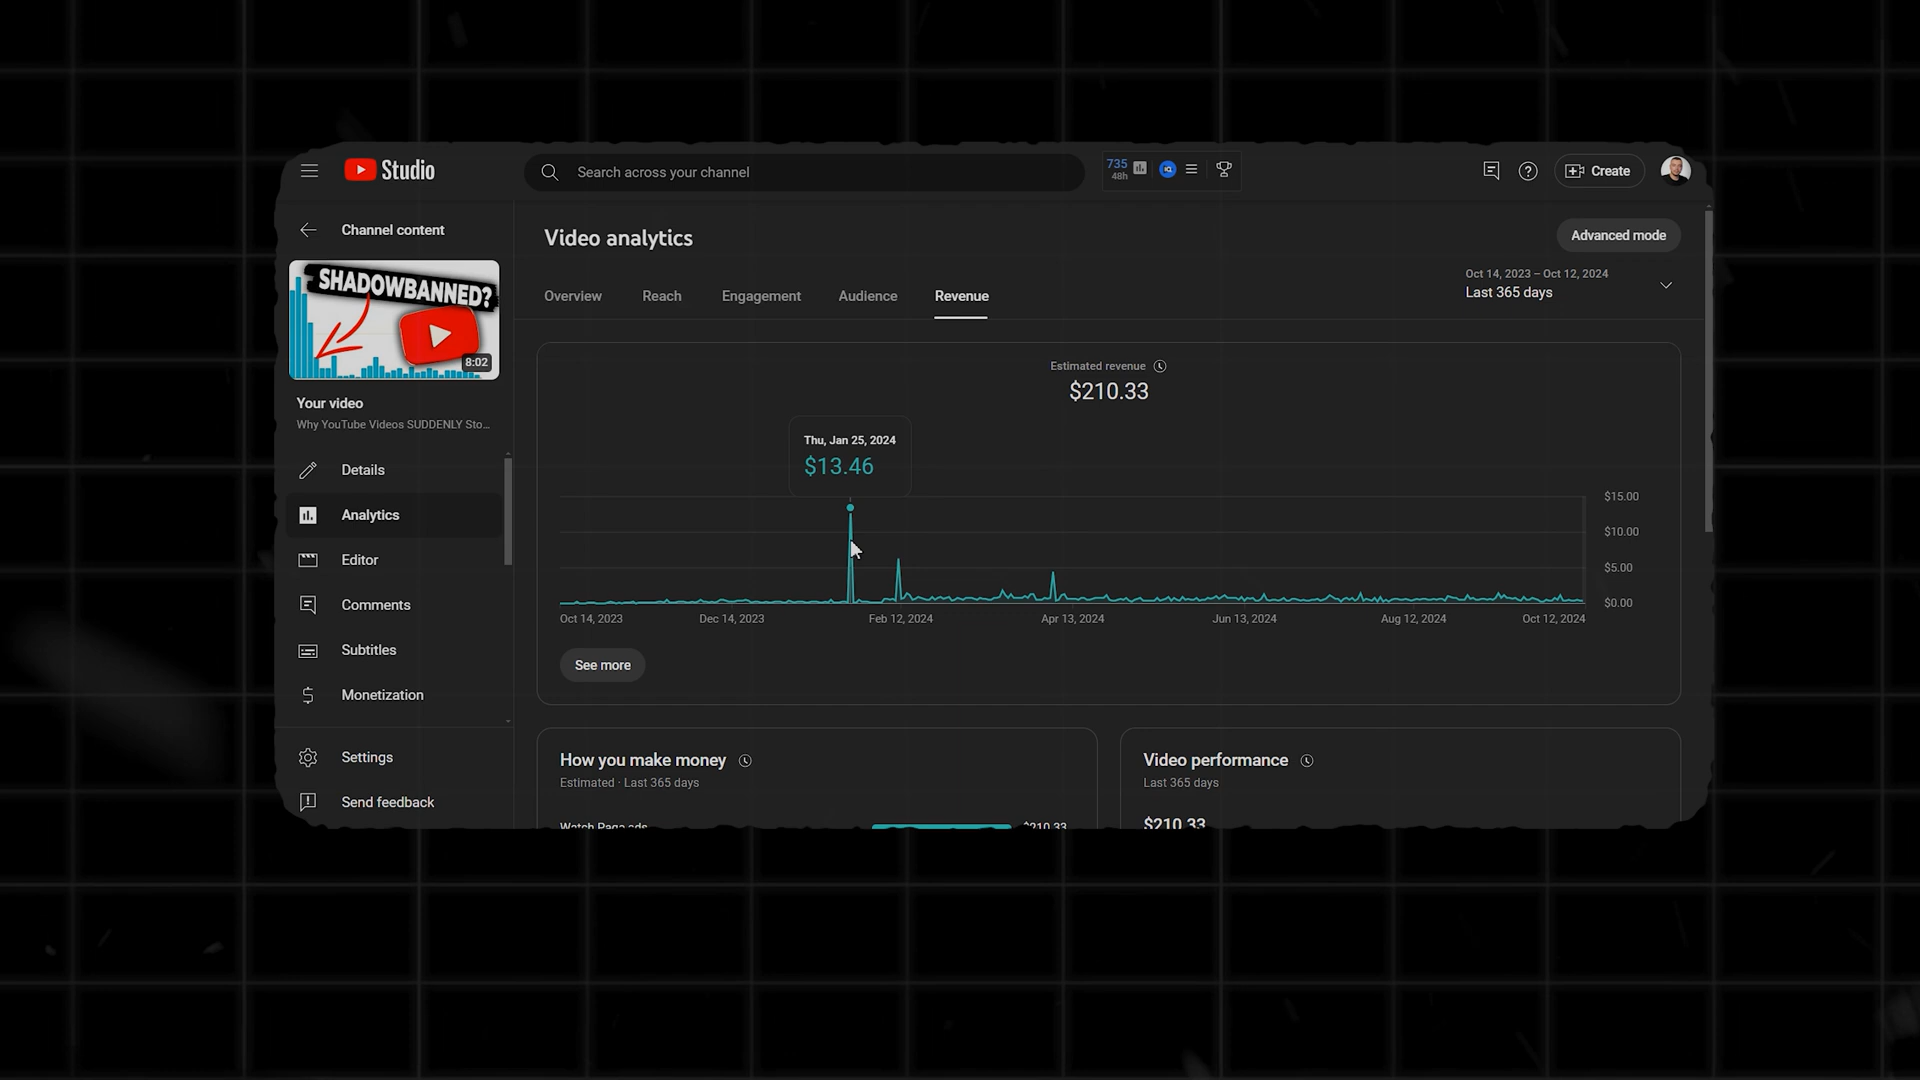 Studio
Search across your channel
735
48h
Create
Channel content
SHADOWBANNED?
8:02
Your video
Why YouTube Videos SUDDENLY Sto...
Details
Analytics
Editor
Comments
Subtitles
Monetization
Settings
Send feedback
Video analytics
Advanced mode
Overview
Reach
Engagement
Audience
Revenue
Oct 14, 2023 – Oct 12, 2024
Last 365 days
Estimated revenue
$210.33
Thu, Jan 25, 2024
$13.46
$15.00
$10.00
$5.00
$0.00
Oct 14, 2023
Dec 14, 2023
Feb 12, 2024
Apr 13, 2024
Jun 13, 2024
Aug 12, 2024
Oct 12, 2024
See more
How you make money
Estimated · Last 365 days
Watch Page ads
$210.33
Video performance
Last 365 days
$210.33